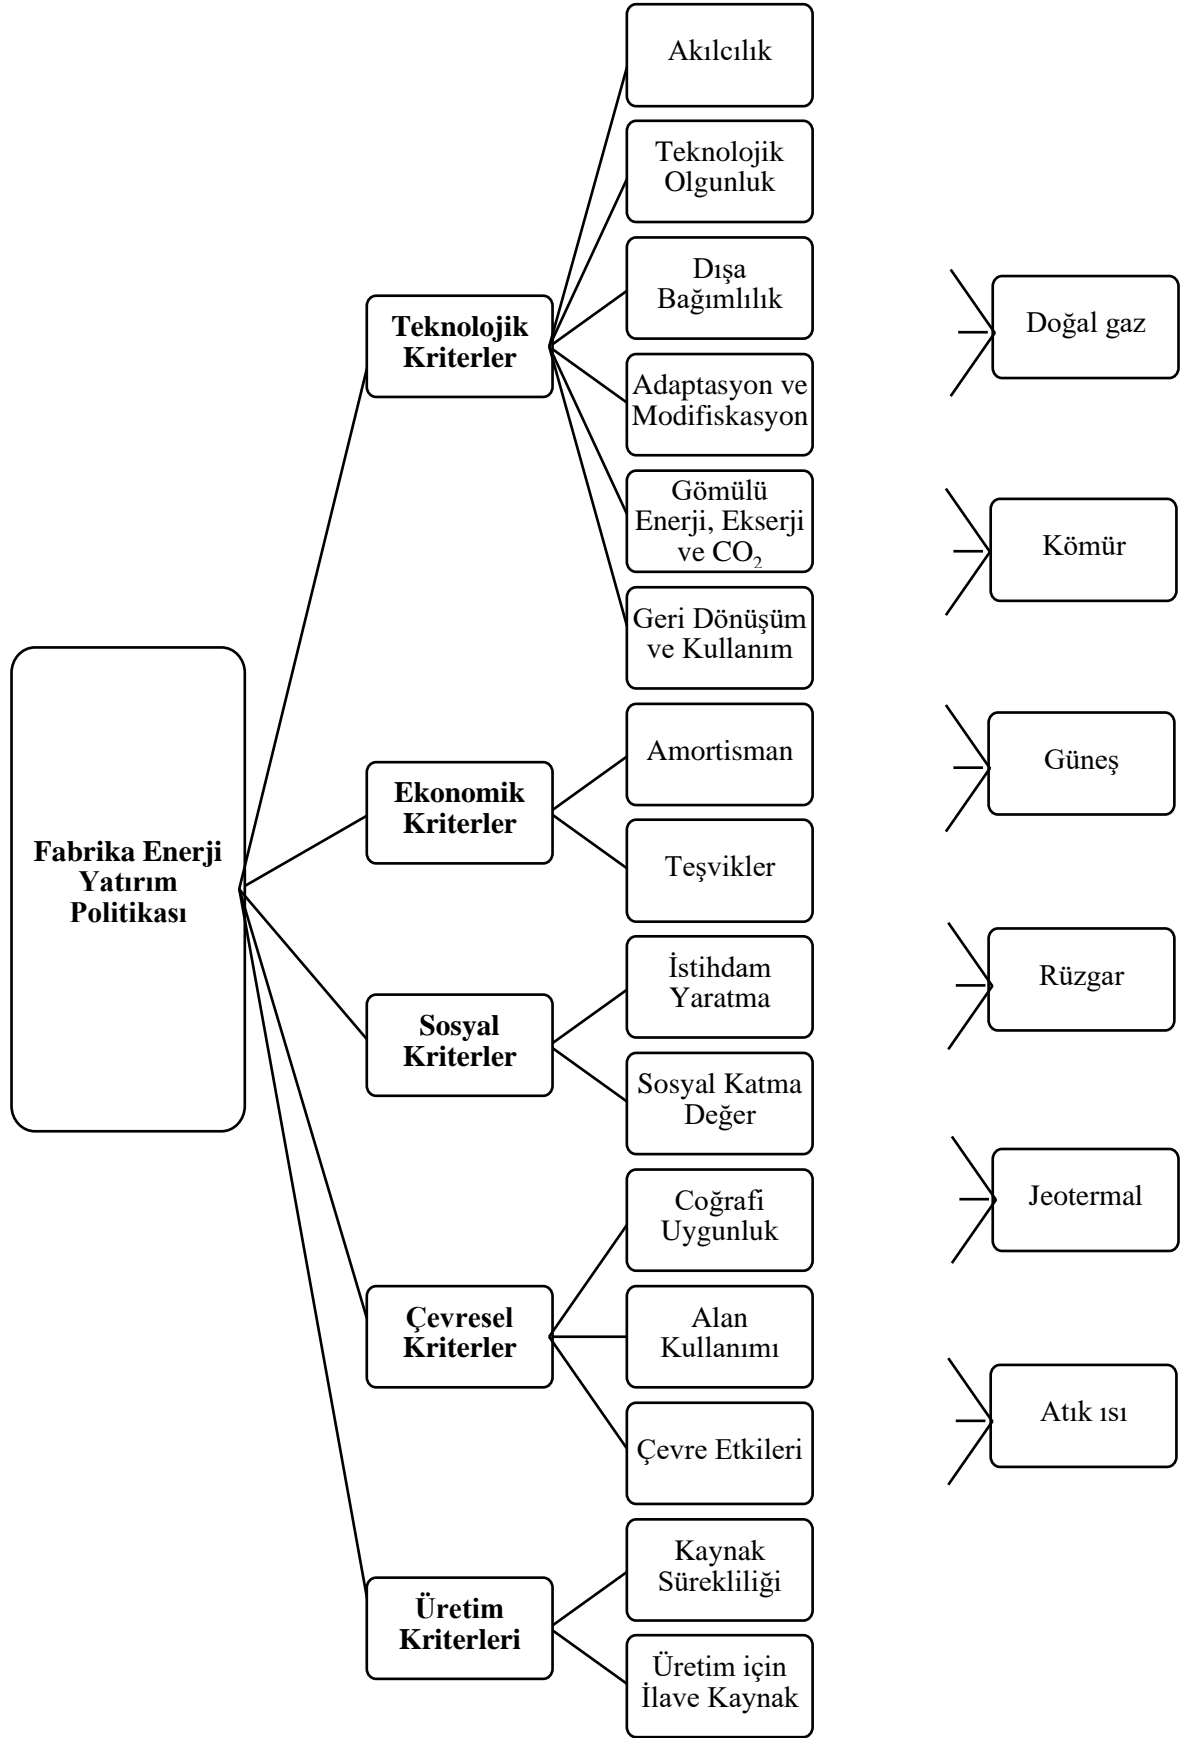 Fabrika Enerji
Yatırım
Politikası
Teknolojik
Kriterler
Akılcılık
Teknolojik
Olgunluk
Dışa
Bağımlılık
Adaptasyon ve
Modifiskasyon
Gömülü
Enerji, Ekserji
ve CO₂
Geri Dönüşüm
ve Kullanım
Ekonomik
Kriterler
Amortisman
Teşvikler
Sosyal
Kriterler
İstihdam
Yaratma
Sosyal Katma
Değer
Çevresel
Kriterler
Coğrafi
Uygunluk
Alan
Kullanımı
Çevre Etkileri
Üretim
Kriterleri
Kaynak
Sürekliliği
Üretim için
İlave Kaynak
Doğal gaz
Kömür
Güneş
Rüzgar
Jeotermal
Atık ısı